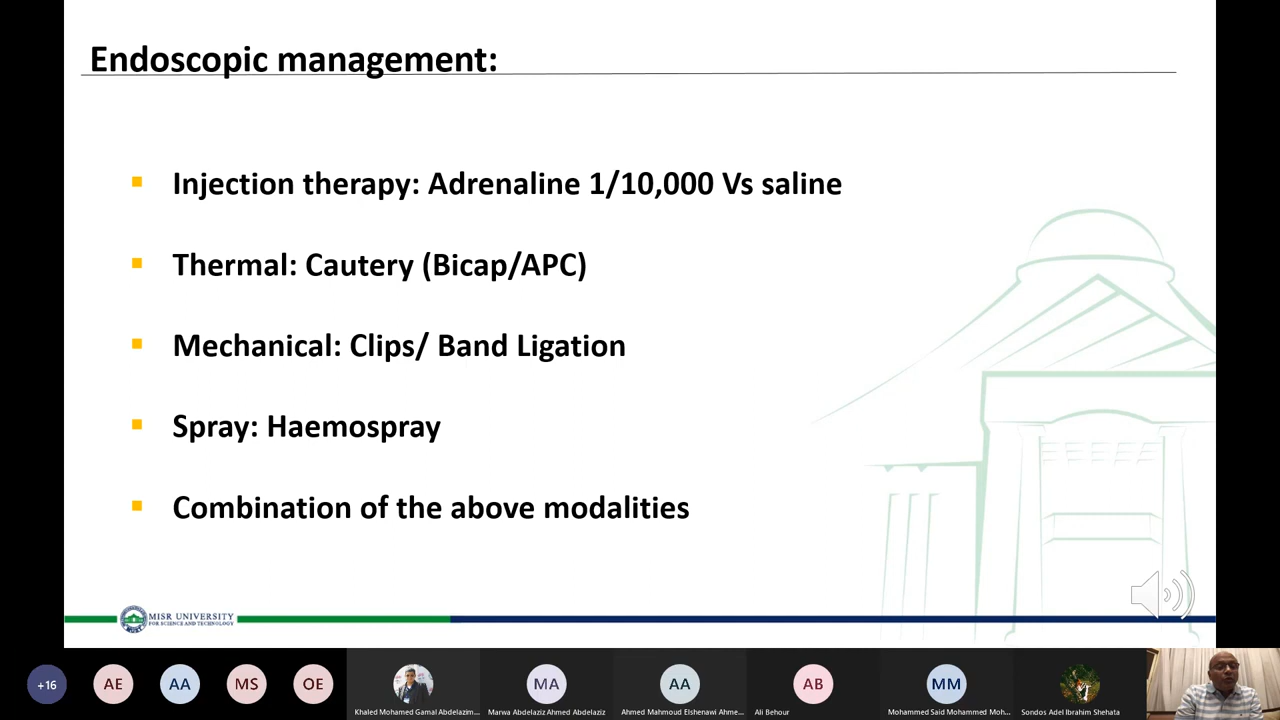 Endoscopic management:
Injection therapy: Adrenaline 1/10,000 Vs saline
Thermal: Cautery (Bicap/APC)
Mechanical: Clips/ Band Ligation
Spray: Haemospray
Combination of the above modalities
MISR UNIVERSITY
FOR SCIENCE AND TECHNOLOGY
+16
AE
AA
MS
OE
Khaled Mohamed Gamal Abdelazim...
MA
Marwa Abdelaziz Ahmed Abdelaziz
AA
Ahmed Mahmoud Elshenawi Ahme...
AB
Ali Behour
MM
Mohammed Said Mohammed Moh...
Sondos Adel Ibrahim Shehata